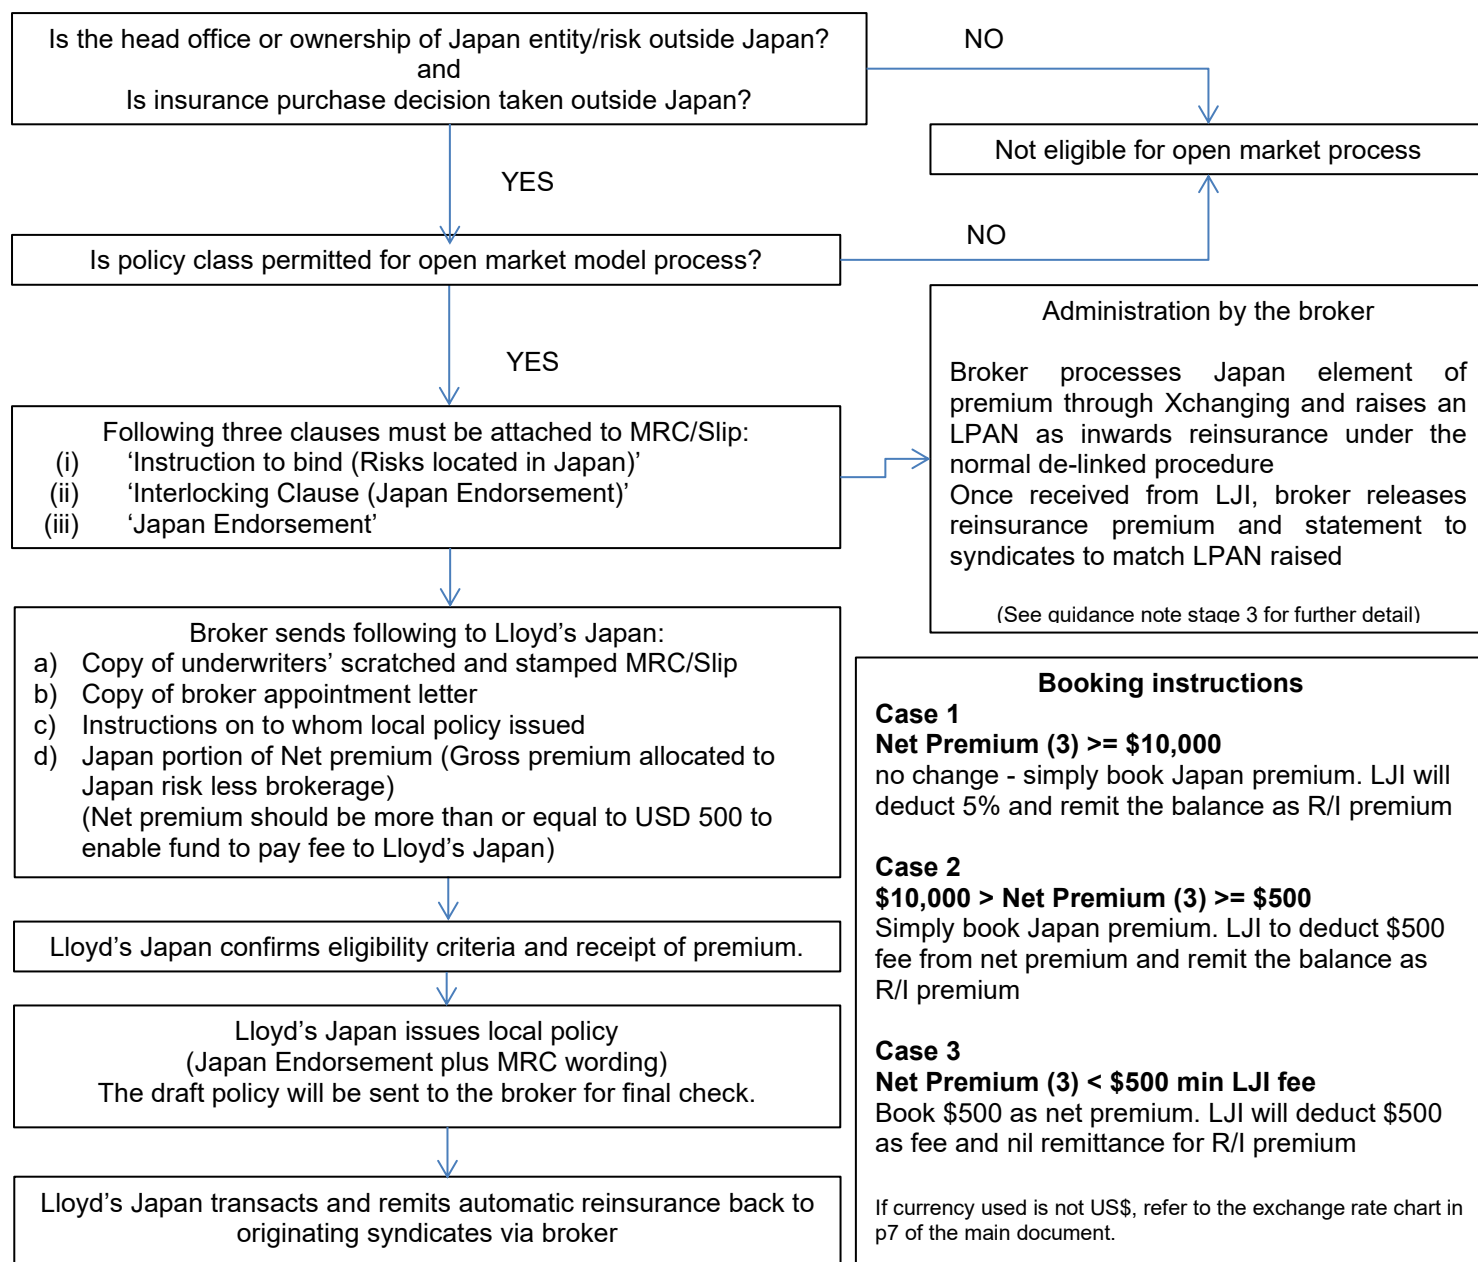 Is the head office or ownership of Japan entity/risk outside Japan?
and
Is insurance purchase decision taken outside Japan?
NO
Not eligible for open market process
YES
Is policy class permitted for open market model process?
NO
YES
Following three clauses must be attached to MRC/Slip:
(i) ‘Instruction to bind (Risks located in Japan)’
(ii) ‘Interlocking Clause (Japan Endorsement)’
(iii) ‘Japan Endorsement’
Administration by the broker
Broker processes Japan element of
premium through Xchanging and raises an
LPAN as inwards reinsurance under the
normal de-linked procedure
Once received from LJI, broker releases
reinsurance premium and statement to
syndicates to match LPAN raised
(See guidance note stage 3 for further detail)
Broker sends following to Lloyd’s Japan:
a) Copy of underwriters’ scratched and stamped MRC/Slip
b) Copy of broker appointment letter
c) Instructions on to whom local policy issued
d) Japan portion of Net premium (Gross premium allocated to
Japan risk less brokerage)
(Net premium should be more than or equal to USD 500 to
enable fund to pay fee to Lloyd’s Japan)
Lloyd’s Japan confirms eligibility criteria and receipt of premium.
Lloyd’s Japan issues local policy
(Japan Endorsement plus MRC wording)
The draft policy will be sent to the broker for final check.
Lloyd’s Japan transacts and remits automatic reinsurance back to
originating syndicates via broker
Booking instructions
Case 1
Net Premium (3) >= $10,000
no change - simply book Japan premium. LJI will
deduct 5% and remit the balance as R/I premium
Case 2
$10,000 > Net Premium (3) >= $500
Simply book Japan premium. LJI to deduct $500
fee from net premium and remit the balance as
R/I premium
Case 3
Net Premium (3) < $500 min LJI fee
Book $500 as net premium. LJI will deduct $500
as fee and nil remittance for R/I premium
If currency used is not US$, refer to the exchange rate chart in
p7 of the main document.